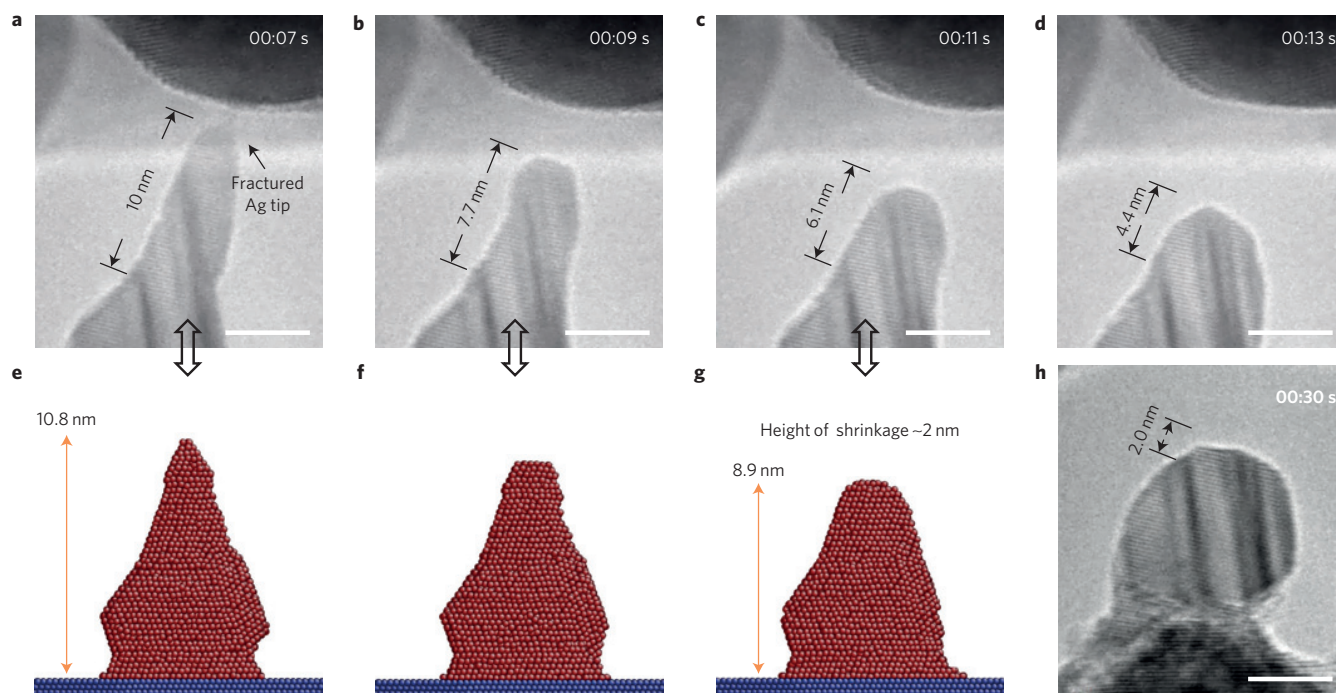 a
00:07 s
10 nm
Fractured
Ag tip
b
00:09 s
7.7 nm
c
00:11 s
6.1 nm
d
00:13 s
4.4 nm
e
10.8 nm
f
g
Height of shrinkage ~2 nm
8.9 nm
h
00:30 s
2.0 nm